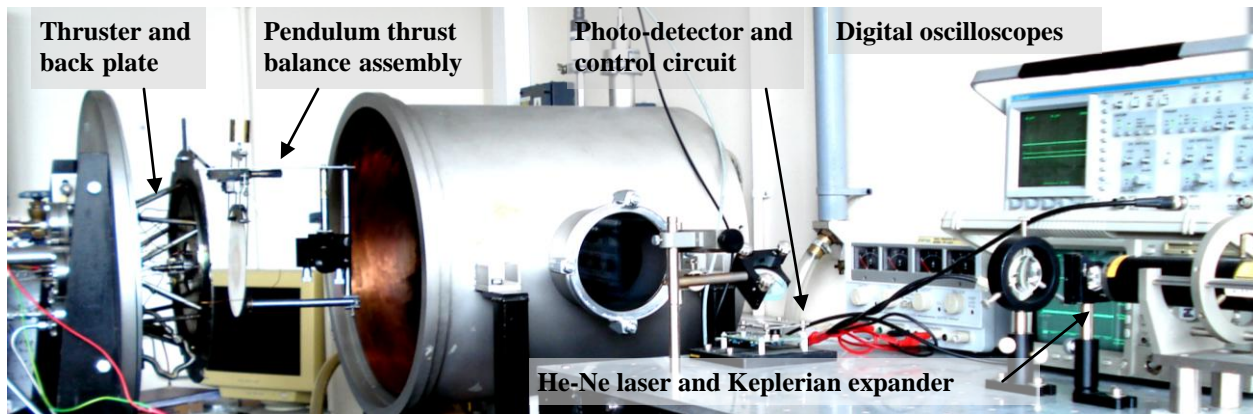 Thruster and
back plate
Pendulum thrust
balance assembly
Photo-detector and
control circuit
Digital oscilloscopes
He-Ne laser and Keplerian expander